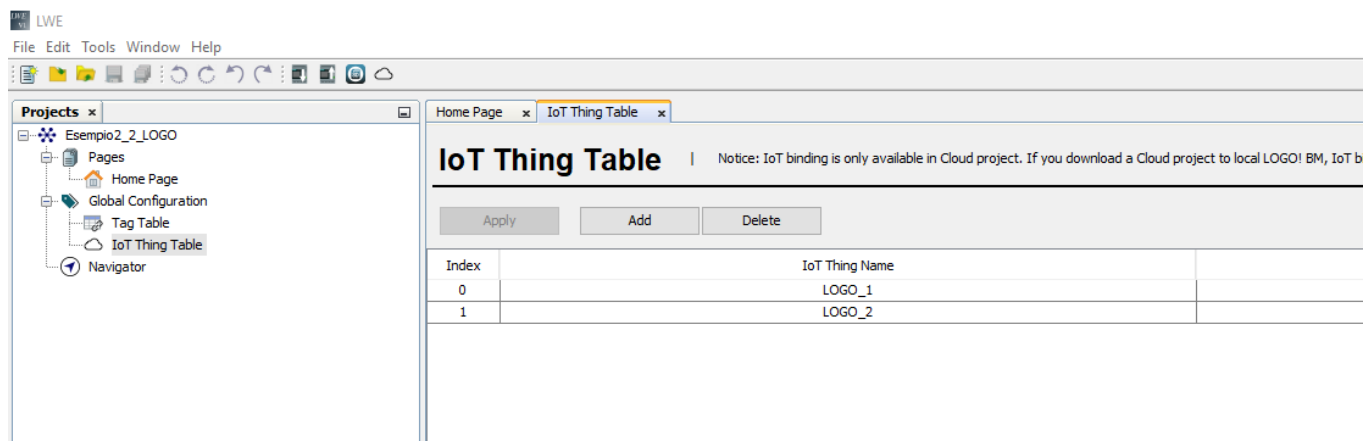 LWE
File Edit Tools Window Help
Projects x
Home Page x IoT Thing Table x
Esempio2_2_LOGO
Pages
Home Page
Global Configuration
Tag Table
IoT Thing Table
Navigator
IoT Thing Table | Notice: IoT binding is only available in Cloud project. If you download a Cloud project to local LOGO! BM, IoT b
Apply Add Delete
Index IoT Thing Name
0 LOGO_1
1 LOGO_2